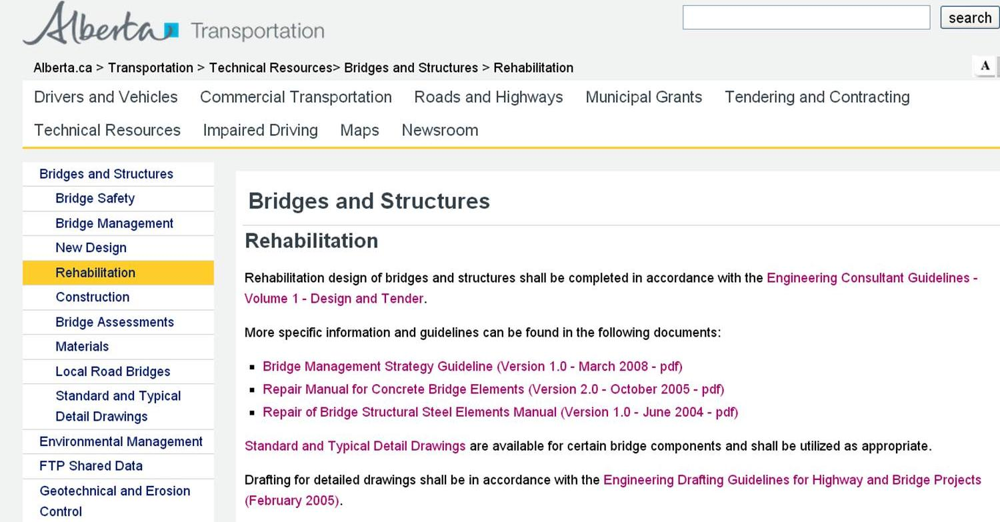 Alberta Transportation
search
Alberta.ca > Transportation > Technical Resources> Bridges and Structures > Rehabilitation
A
Drivers and Vehicles Commercial Transportation Roads and Highways Municipal Grants Tendering and Contracting
Technical Resources Impaired Driving Maps Newsroom
Bridges and Structures
Bridge Safety
Bridge Management
New Design
Rehabilitation
Construction
Bridge Assessments
Materials
Local Road Bridges
Standard and Typical
Detail Drawings
Environmental Management
FTP Shared Data
Geotechnical and Erosion
Control
Bridges and Structures
Rehabilitation
Rehabilitation design of bridges and structures shall be completed in accordance with the Engineering Consultant Guidelines -
Volume 1 - Design and Tender.
More specific information and guidelines can be found in the following documents:
▪ Bridge Management Strategy Guideline (Version 1.0 - March 2008 - pdf)
▪ Repair Manual for Concrete Bridge Elements (Version 2.0 - October 2005 - pdf)
▪ Repair of Bridge Structural Steel Elements Manual (Version 1.0 - June 2004 - pdf)
Standard and Typical Detail Drawings are available for certain bridge components and shall be utilized as appropriate.
Drafting for detailed drawings shall be in accordance with the Engineering Drafting Guidelines for Highway and Bridge Projects
(February 2005).